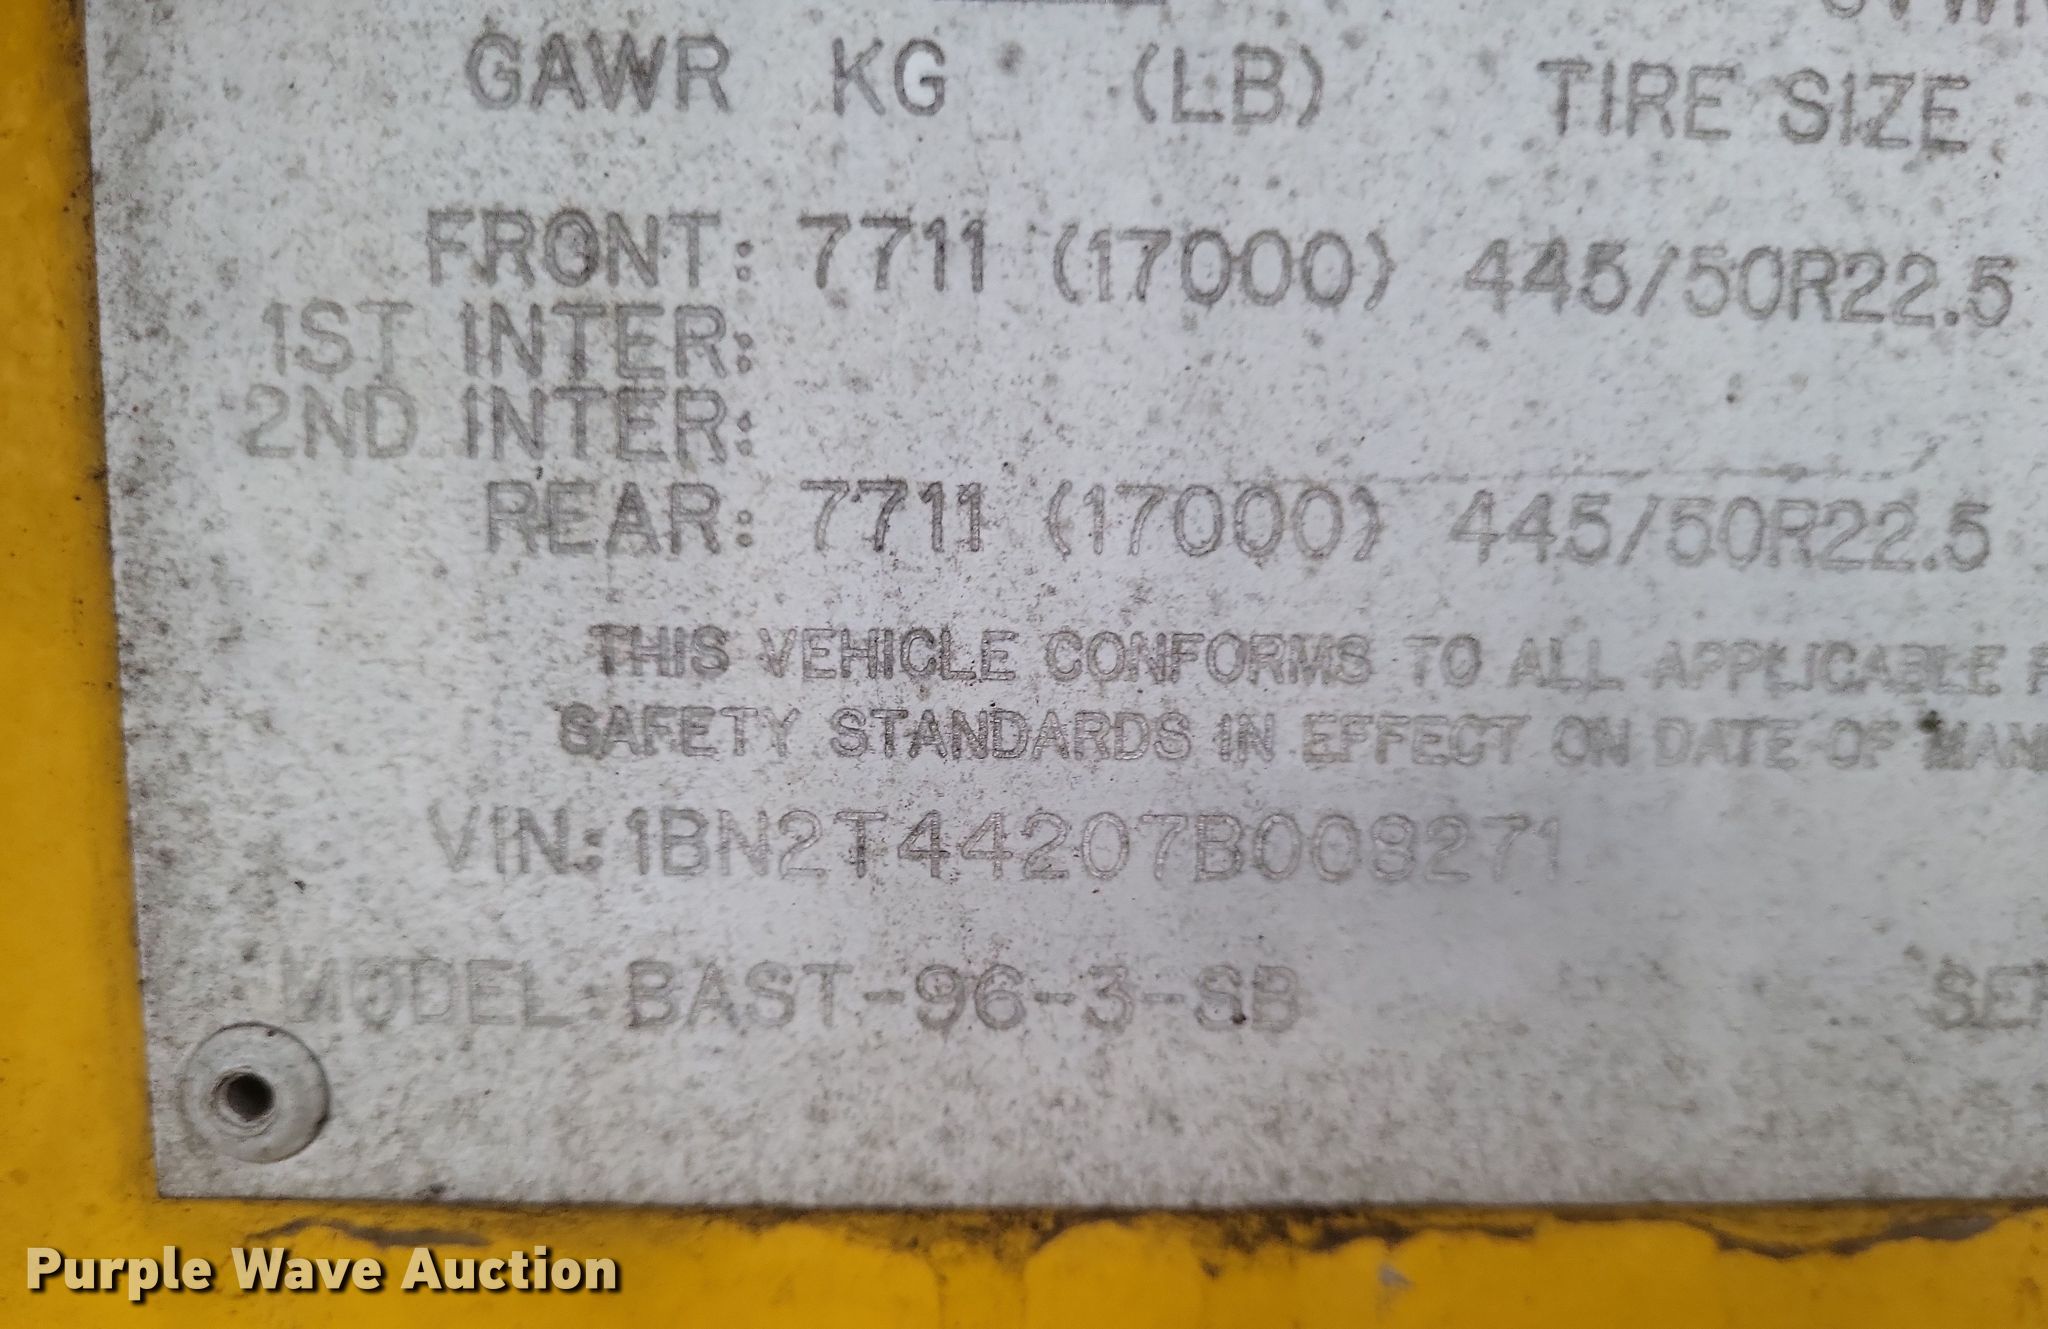 GAWR KG (LB) TIRE SIZE
FRONT: 7711 (17000) 445/50R22.5
1ST INTER:
2ND INTER:
REAR: 7711 (17000) 445/50R22.5
THIS VEHICLE CONFORMS TO ALL APPLICABLE F
SAFETY STANDARDS IN EFFECT ON DATE OF MAN
VIN: 1BN2T44207B008271
MODEL: BAST-96-3-SB SER
Purple Wave Auction